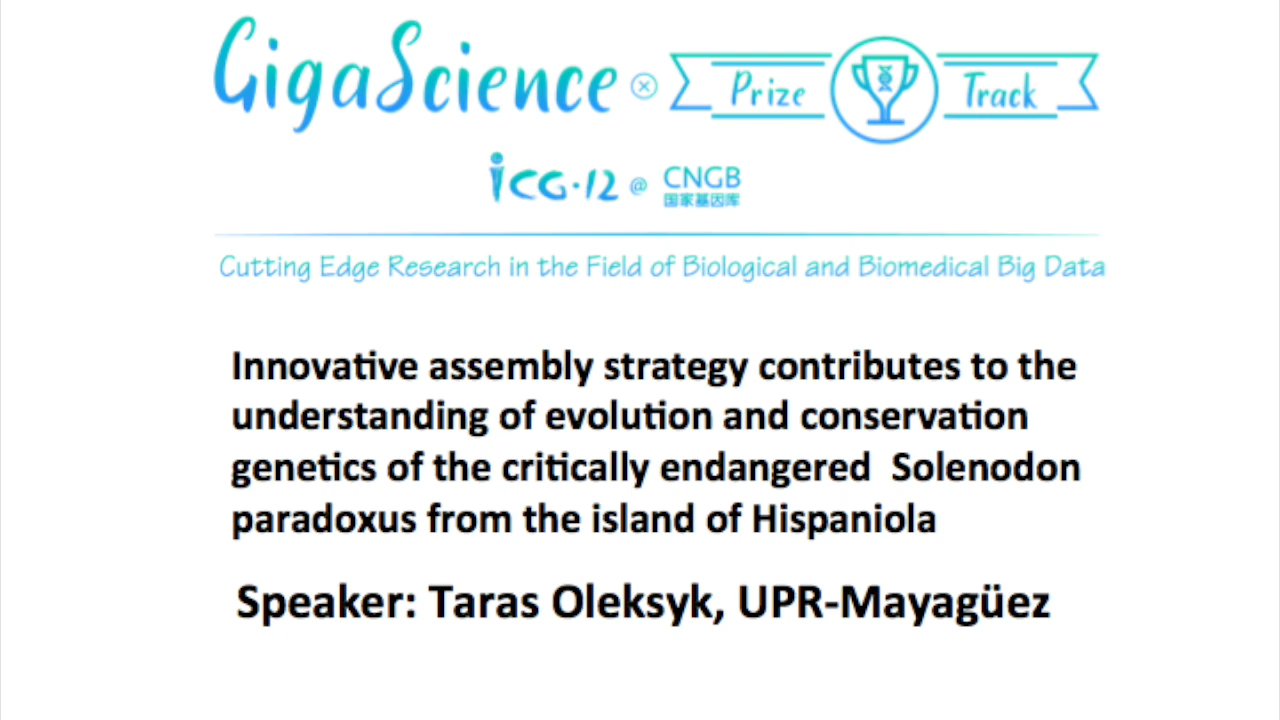 GigaScience Prize Track
iCG·12 @ CNGB
国家基因库
Cutting Edge Research in the Field of Biological and Biomedical Big Data
Innovative assembly strategy contributes to the
understanding of evolution and conservation
genetics of the critically endangered Solenodon
paradoxus from the island of Hispaniola
Speaker: Taras Oleksyk, UPR-Mayagüez